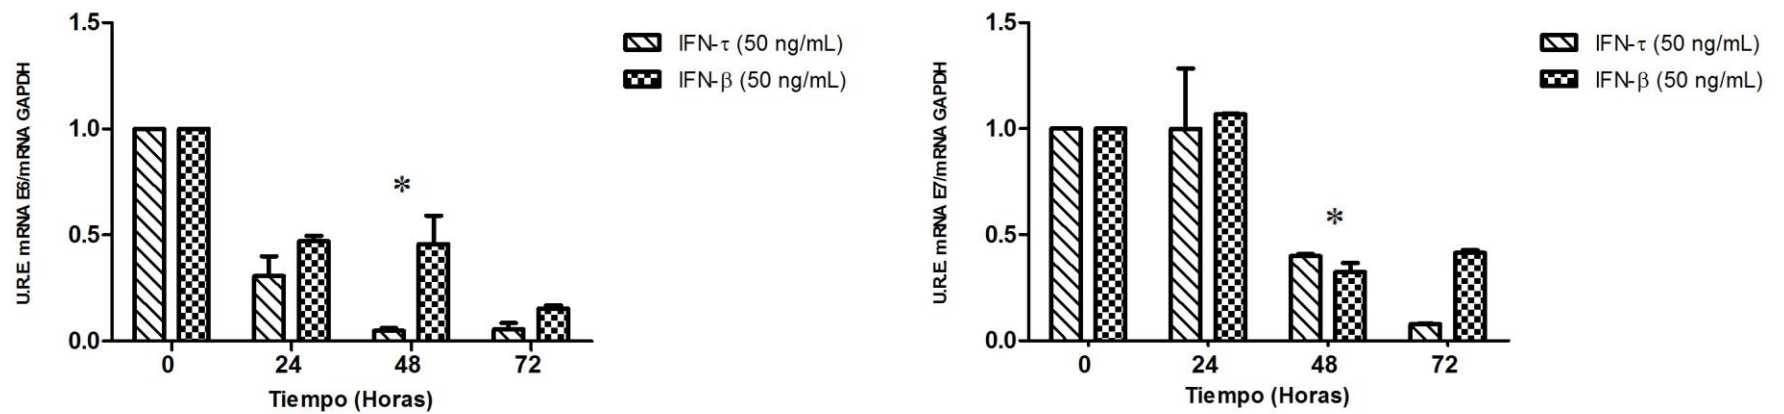 U.R.E. mRNA E6/mRNA GAPDH
1.5
1.0
0.5
0.0
*
0 24 48 72
Tiempo (Horas)
IFN-τ (50 ng/mL)
IFN-β (50 ng/mL)
U.R.E. mRNA E7/mRNA GAPDH
1.5
1.0
0.5
0.0
*
0 24 48 72
Tiempo (Horas)
IFN-τ (50 ng/mL)
IFN-β (50 ng/mL)